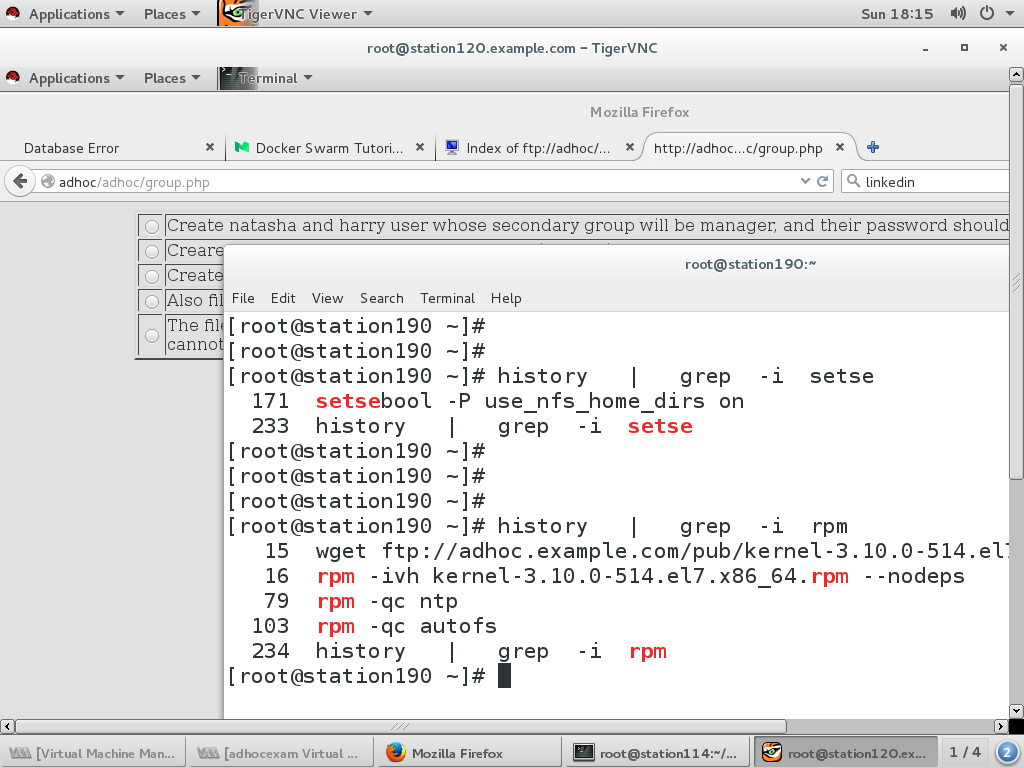 Applications Places TigerVNC Viewer Sun 18:15
root@station120.example.com - TigerVNC
Applications Places Terminal
Mozilla Firefox
Database Error Docker Swarm Tutori... Index of ftp://adhoc/... http://adhoc...c/group.php
adhoc/adhoc/group.php linkedin
Create natasha and harry user whose secondary group will be manager, and their password should
Creare
Create
Also fil
The file
cannot
root@station190:~
File Edit View Search Terminal Help
[root@station190 ~]#
[root@station190 ~]#
[root@station190 ~]# history | grep -i setse
171 setsebool -P use_nfs_home_dirs on
233 history | grep -i setse
[root@station190 ~]#
[root@station190 ~]#
[root@station190 ~]#
[root@station190 ~]# history | grep -i rpm
15 wget ftp://adhoc.example.com/pub/kernel-3.10.0-514.el7
16 rpm -ivh kernel-3.10.0-514.el7.x86_64.rpm --nodeps
79 rpm -qc ntp
103 rpm -qc autofs
234 history | grep -i rpm
[root@station190 ~]#
[Virtual Machine Man... [adhocexam Virtual ... Mozilla Firefox root@station114:~/... root@station120.ex... 1 / 4 2